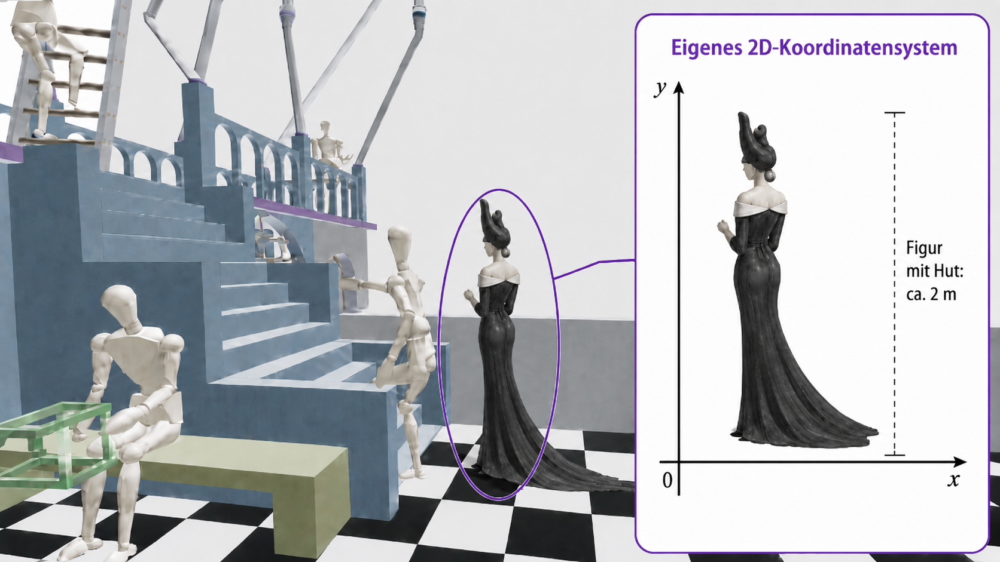 Eigenes 2D-Koordinatensystem
y
Figur
mit Hut:
ca. 2 m
0
x